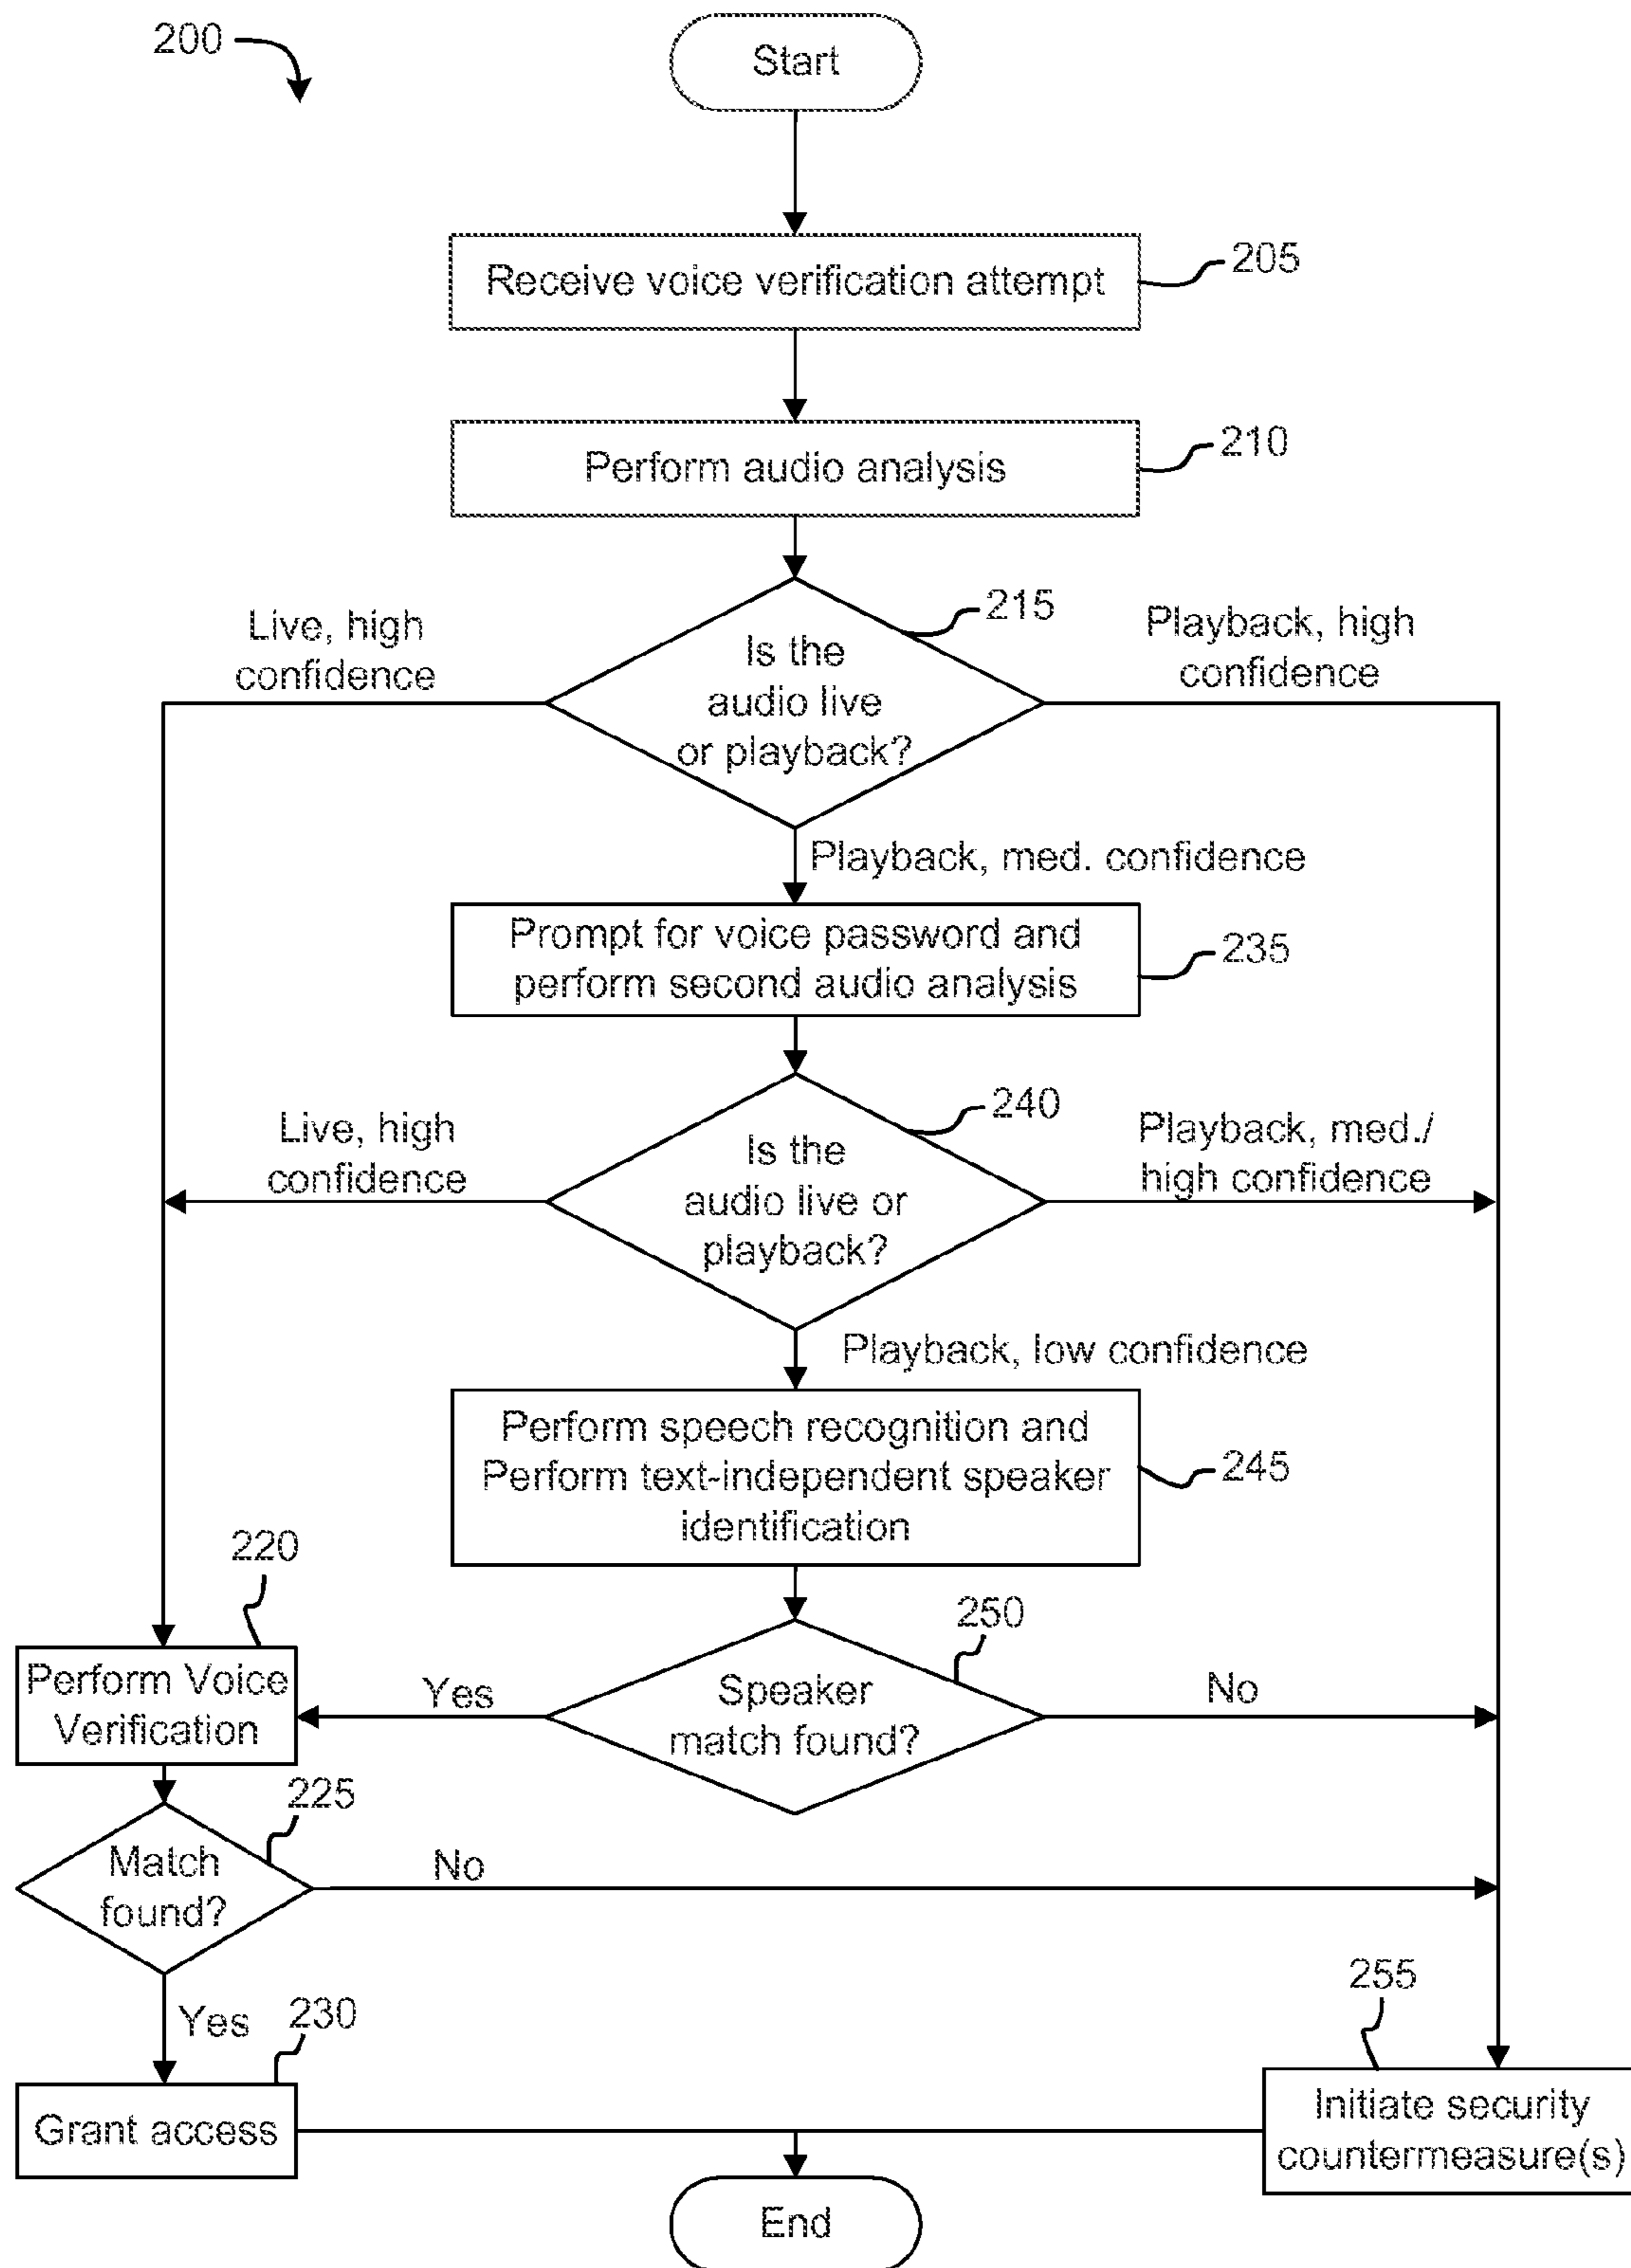 200
Start
Receive voice verification attempt
205
Perform audio analysis
210
Live, high
confidence
Is the
audio live
or playback?
215
Playback, high
confidence
Playback, med. confidence
Prompt for voice password and
perform second audio analysis
235
Live, high
confidence
Is the
audio live or
playback?
240
Playback, med./
high confidence
Playback, low confidence
Perform speech recognition and
Perform text-independent speaker
identification
245
220
Perform Voice
Verification
Yes
Speaker
match found?
250
No
225
Match
found?
No
Yes
230
Grant access
255
Initiate security
countermeasure(s)
End